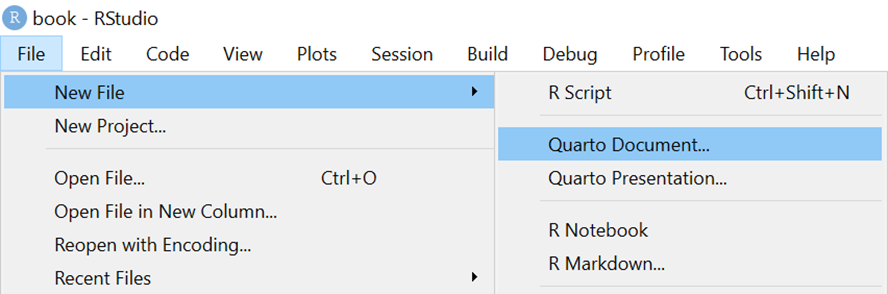 R book - RStudio
File Edit Code View Plots Session Build Debug Profile Tools Help
New File
New Project...
Open File... Ctrl+O
Open File in New Column...
Reopen with Encoding...
Recent Files
R Script Ctrl+Shift+N
Quarto Document...
Quarto Presentation...
R Notebook
R Markdown...